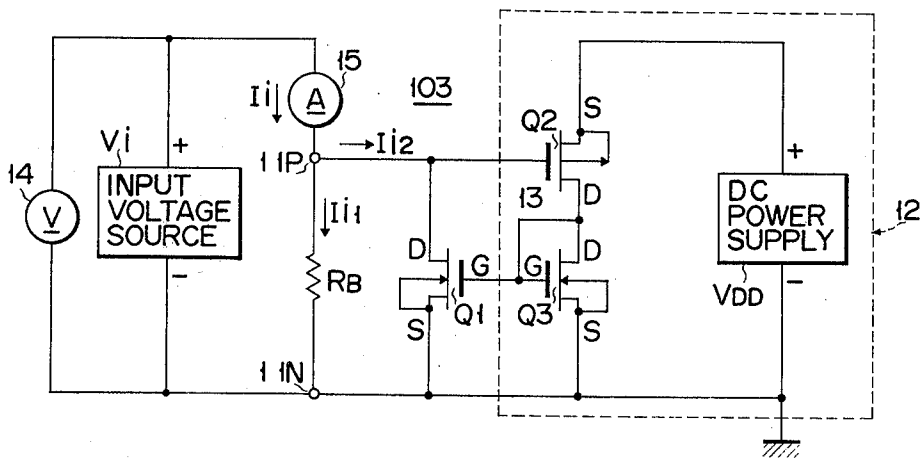 15
A
Ii
103
Ii2
S
Q2
+
Vi
+
11P
14
V
INPUT
VOLTAGE
SOURCE
Ii1
13
D
DC
POWER
SUPPLY
12
D
G
G
D
RB
Q1
Q3
VDD
−
−
S
S
11N